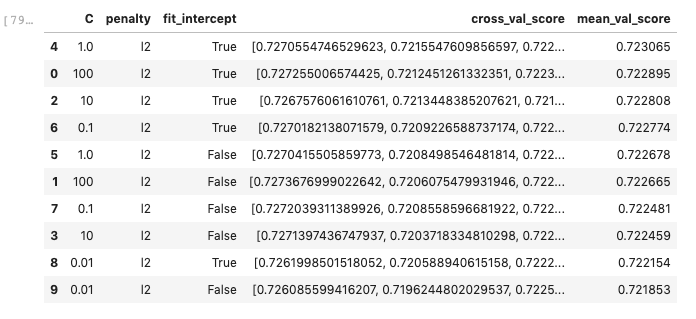 [79… C penalty fit_intercept cross_val_score mean_val_score
4 1.0 l2 True [0.7270554746529623, 0.7215547609856597, 0.722... 0.723065
0 100 l2 True [0.727255006574425, 0.7212451261332351, 0.7223... 0.722895
2 10 l2 True [0.7267576061610761, 0.7213448385207621, 0.721... 0.722808
6 0.1 l2 True [0.7270182138071579, 0.7209226588737174, 0.722... 0.722774
5 1.0 l2 False [0.7270415505859773, 0.7208498546481814, 0.722... 0.722678
1 100 l2 False [0.7273676999022642, 0.7206075479931946, 0.722... 0.722665
7 0.1 l2 False [0.7272039311389926, 0.7208558596681922, 0.722... 0.722481
3 10 l2 False [0.7271397436747937, 0.7203718334810298, 0.722... 0.722459
8 0.01 l2 True [0.7261998501518052, 0.720588940615158, 0.7222... 0.722154
9 0.01 l2 False [0.726085599416207, 0.7196244802029537, 0.7225... 0.721853